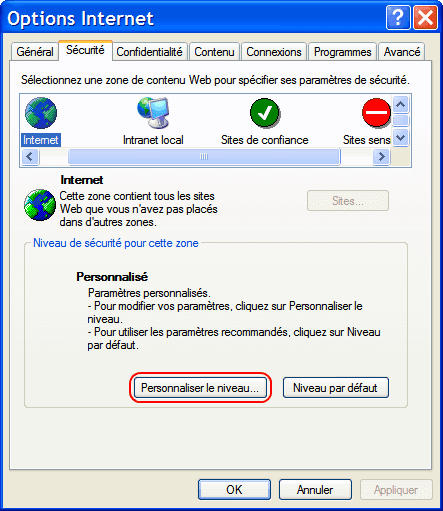 Options Internet
Général Sécurité Confidentialité Contenu Connexions Programmes Avancé
Sélectionnez une zone de contenu Web pour spécifier ses paramètres de sécurité.
Internet Intranet local Sites de confiance Sites sens
Internet
Cette zone contient tous les sites
Web que vous n'avez pas placés
dans d'autres zones.
Sites...
Niveau de sécurité pour cette zone
Personnalisé
Paramètres personnalisés.
- Pour modifier vos paramètres, cliquez sur Personnaliser le
niveau.
- Pour utiliser les paramètres recommandés, cliquez sur Niveau
par défaut.
Personnaliser le niveau... Niveau par défaut
OK Annuler Appliquer